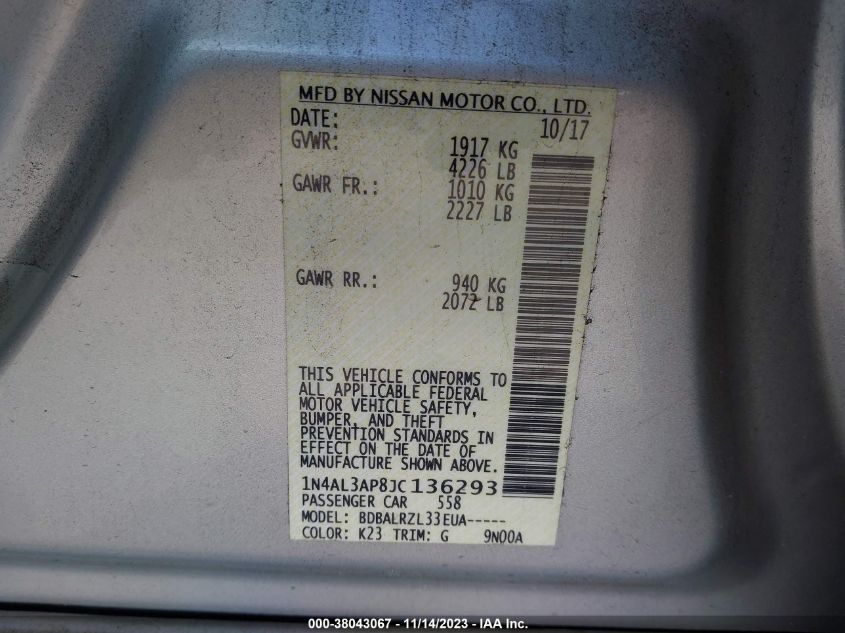 MFD BY NISSAN MOTOR CO., LTD.
DATE: 10/17
GVWR: 1917 KG
4226 LB
GAWR FR.: 1010 KG
2227 LB
GAWR RR.: 940 KG
2072 LB
THIS VEHICLE CONFORMS TO
ALL APPLICABLE FEDERAL
MOTOR VEHICLE SAFETY,
BUMPER, AND THEFT
PREVENTION STANDARDS IN
EFFECT ON THE DATE OF
MANUFACTURE SHOWN ABOVE.
1N4AL3AP8JC136293
PASSENGER CAR 558
MODEL: BDBALRZL33EUA-----
COLOR: K23 TRIM: G 9N00A
000-38043067 - 11/14/2023 - IAA Inc.